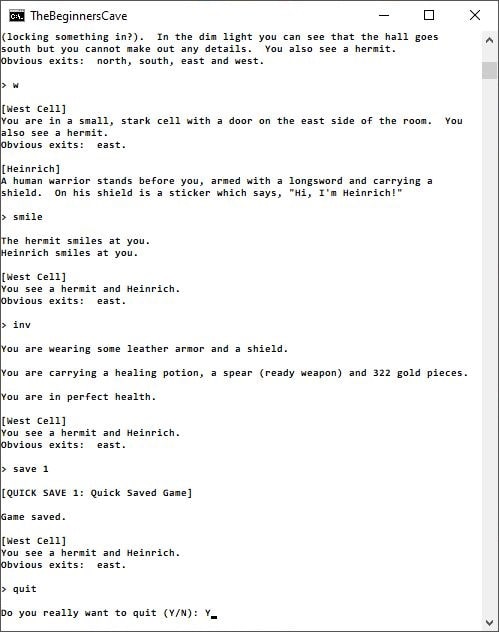 TheBeginnersCave
(locking something in?).  In the dim light you can see that the hall goes
south but you cannot make out any details.  You also see a hermit.
Obvious exits:  north, south, east and west.
> w
[West Cell]
You are in a small, stark cell with a door on the east side of the room.  You
also see a hermit.
Obvious exits:  east.
[Heinrich]
A human warrior stands before you, armed with a longsword and carrying a
shield.  On his shield is a sticker which says, "Hi, I'm Heinrich!"
> smile
The hermit smiles at you.
Heinrich smiles at you.
[West Cell]
You see a hermit and Heinrich.
Obvious exits:  east.
> inv
You are wearing some leather armor and a shield.
You are carrying a healing potion, a spear (ready weapon) and 322 gold pieces.
You are in perfect health.
[West Cell]
You see a hermit and Heinrich.
Obvious exits:  east.
> save 1
[QUICK SAVE 1: Quick Saved Game]
Game saved.
[West Cell]
You see a hermit and Heinrich.
Obvious exits:  east.
> quit
Do you really want to quit (Y/N): Y_